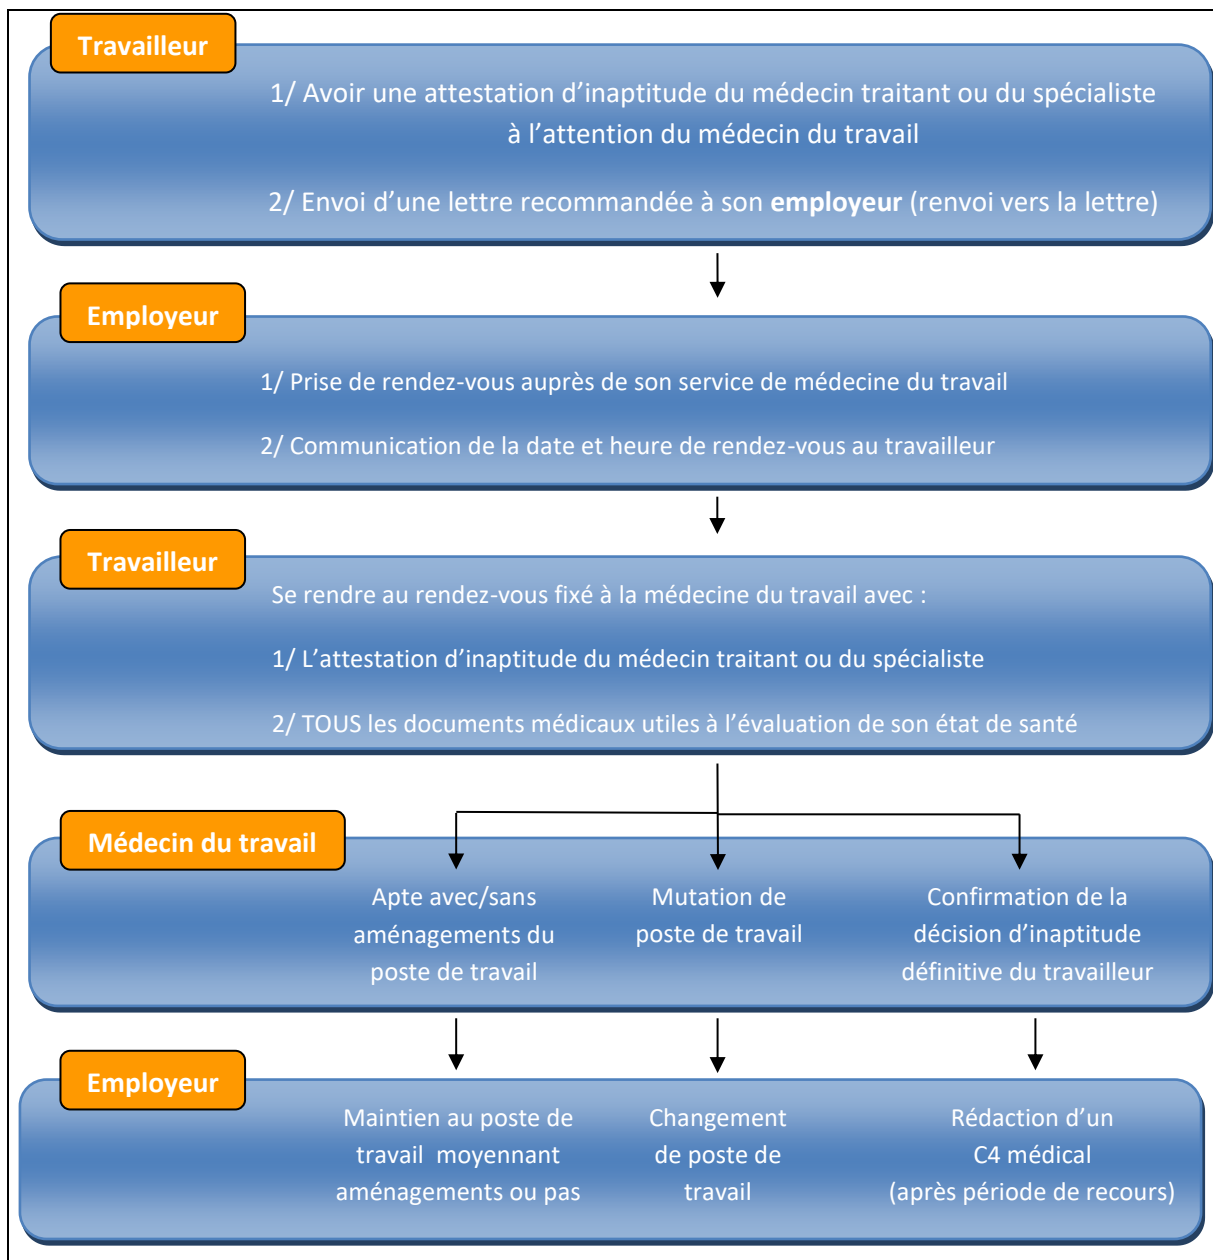 Travailleur
1/ Avoir une attestation d’inaptitude du médecin traitant ou du spécialiste
à l’attention du médecin du travail
2/ Envoi d’une lettre recommandée à son employeur (renvoi vers la lettre)
Employeur
1/ Prise de rendez-vous auprès de son service de médecine du travail
2/ Communication de la date et heure de rendez-vous au travailleur
Travailleur
Se rendre au rendez-vous fixé à la médecine du travail avec :
1/ L’attestation d’inaptitude du médecin traitant ou du spécialiste
2/ TOUS les documents médicaux utiles à l’évaluation de son état de santé
Médecin du travail
Apte avec/sans
aménagements du
poste de travail
Mutation de
poste de travail
Confirmation de la
décision d’inaptitude
définitive du travailleur
Employeur
Maintien au poste de
travail moyennant
aménagements ou pas
Changement
de poste de
travail
Rédaction d’un
C4 médical
(après période de recours)